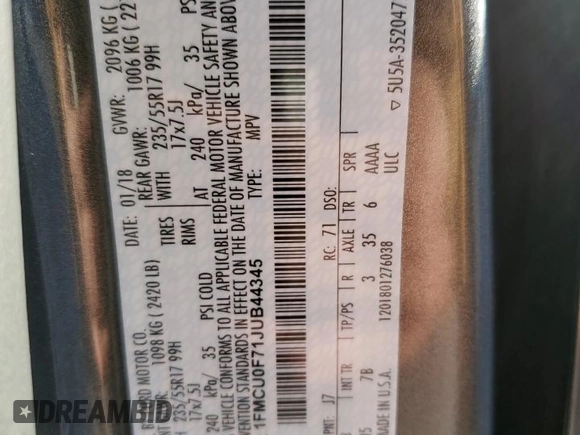 MOTOR CO.
DATE: 01/18
GVWR: 2096 KG (
1098 KG ( 2420 LB)
REAR GAWR: 1006 KG ( 22
TIRES WITH 235/55R17 99H
235/55R17 99H
17x7.5J
RIMS 17x7.5J
240 kPa/ 35 PSI COLD
AT 240 kPa/ 35 PS
VEHICLE CONFORMS TO ALL APPLICABLE FEDERAL MOTOR VEHICLE SAFETY AN
VENTION STANDARDS IN EFFECT ON THE DATE OF MANUFACTURE SHOWN ABOV
1FMCU0F71JUB44345
TYPE: MPV
RC: 71 DSO:
PNT: J7
INT TR TP/PS R AXLE TR SPR
7B 3 35 6 AAAA
MADE IN U.S.A. 1201801276038 ULC
▽ 5U5A-352047
DREAMBID